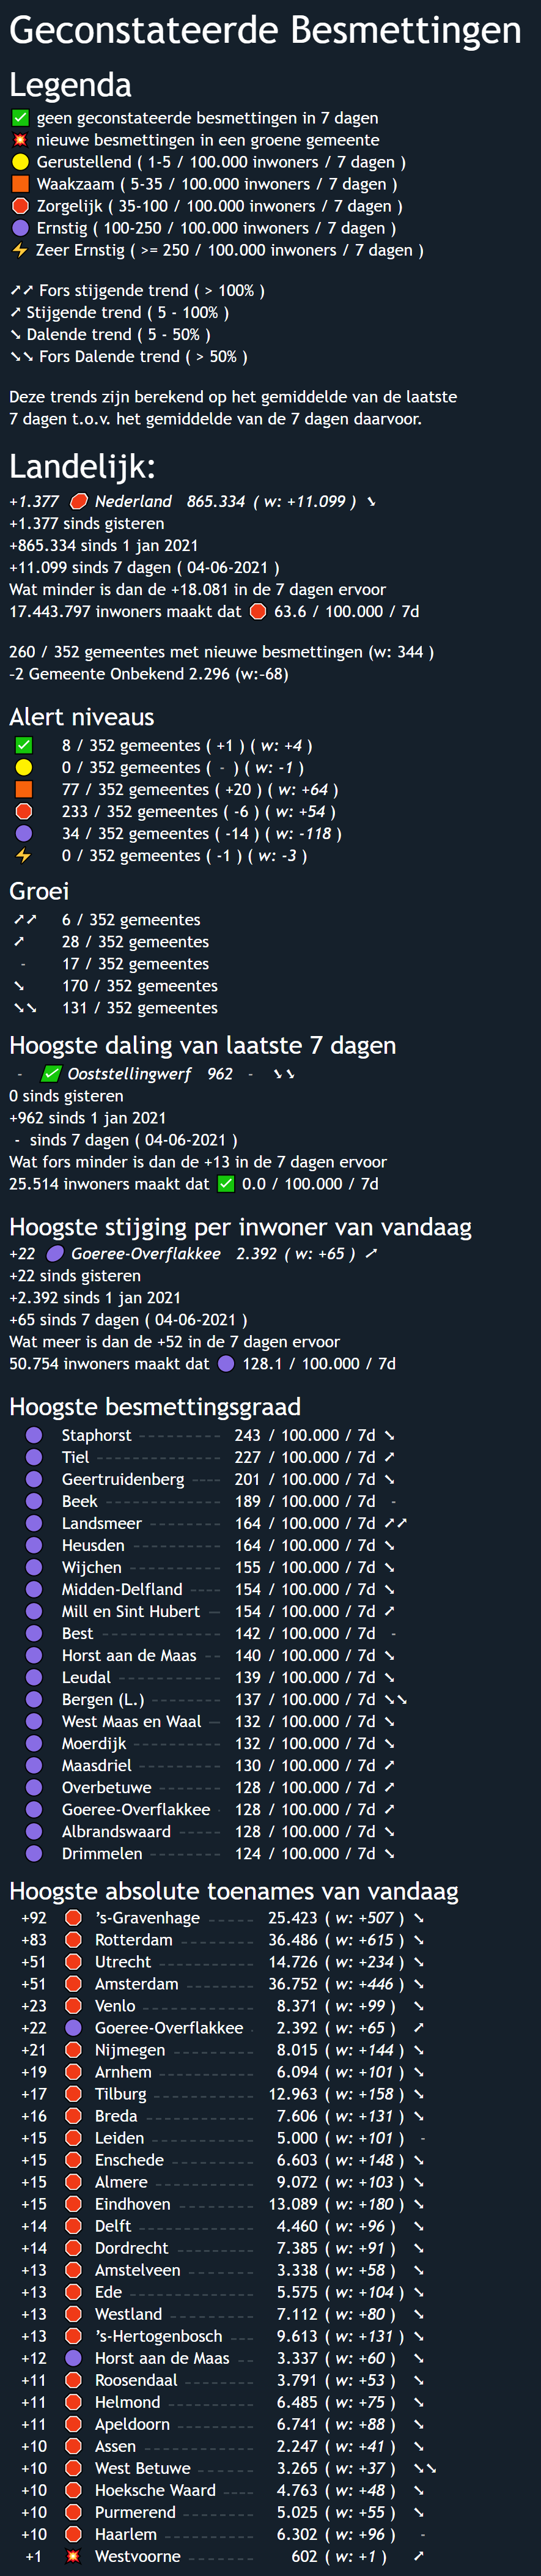 Geconstateerde Besmettingen
Legenda
✅ geen geconstateerde besmettingen in 7 dagen
💥 nieuwe besmettingen in een groene gemeente
🟡 Gerustellend ( 1-5 / 100.000 inwoners / 7 dagen )
🟧 Waakzaam ( 5-35 / 100.000 inwoners / 7 dagen )
🛑 Zorgelijk ( 35-100 / 100.000 inwoners / 7 dagen )
🟣 Ernstig ( 100-250 / 100.000 inwoners / 7 dagen )
⚡ Zeer Ernstig ( >= 250 / 100.000 inwoners / 7 dagen )
➚➚ Fors stijgende trend ( > 100% )
➚ Stijgende trend ( 5 - 100% )
➘ Dalende trend ( 5 - 50% )
➘➘ Fors Dalende trend ( > 50% )
Deze trends zijn berekend op het gemiddelde van de laatste
7 dagen t.o.v. het gemiddelde van de 7 dagen daarvoor.
Landelijk:
+1.377 🛑 Nederland 865.334 ( w: +11.099 ) ➘
+1.377 sinds gisteren
+865.334 sinds 1 jan 2021
+11.099 sinds 7 dagen ( 04-06-2021 )
Wat minder is dan de +18.081 in de 7 dagen ervoor
17.443.797 inwoners maakt dat 🛑 63.6 / 100.000 / 7d
260 / 352 gemeentes met nieuwe besmettingen (w: 344 )
-2 Gemeente Onbekend 2.296 (w:-68)
Alert niveaus
✅ 8 / 352 gemeentes ( +1 ) ( w: +4 )
🟡 0 / 352 gemeentes ( - ) ( w: -1 )
🟧 77 / 352 gemeentes ( +20 ) ( w: +64 )
🛑 233 / 352 gemeentes ( -6 ) ( w: +54 )
🟣 34 / 352 gemeentes ( -14 ) ( w: -118 )
⚡ 0 / 352 gemeentes ( -1 ) ( w: -3 )
Groei
➚➚ 6 / 352 gemeentes
➚ 28 / 352 gemeentes
- 17 / 352 gemeentes
➘ 170 / 352 gemeentes
➘➘ 131 / 352 gemeentes
Hoogste daling van laatste 7 dagen
- ✅ Ooststellingwerf 962 - ➘➘
0 sinds gisteren
+962 sinds 1 jan 2021
- sinds 7 dagen ( 04-06-2021 )
Wat fors minder is dan de +13 in de 7 dagen ervoor
25.514 inwoners maakt dat ✅ 0.0 / 100.000 / 7d
Hoogste stijging per inwoner van vandaag
+22 🟣 Goeree-Overflakkee 2.392 ( w: +65 ) ➚
+22 sinds gisteren
+2.392 sinds 1 jan 2021
+65 sinds 7 dagen ( 04-06-2021 )
Wat meer is dan de +52 in de 7 dagen ervoor
50.754 inwoners maakt dat 🟣 128.1 / 100.000 / 7d
Hoogste besmettingsgraad
🟣 Staphorst 243 / 100.000 / 7d ➘
🟣 Tiel 227 / 100.000 / 7d ➚
🟣 Geertruidenberg 201 / 100.000 / 7d ➘
🟣 Beek 189 / 100.000 / 7d -
🟣 Landsmeer 164 / 100.000 / 7d ➚➚
🟣 Heusden 164 / 100.000 / 7d ➘
🟣 Wijchen 155 / 100.000 / 7d ➘
🟣 Midden-Delfland 154 / 100.000 / 7d ➘
🟣 Mill en Sint Hubert 154 / 100.000 / 7d ➚
🟣 Best 142 / 100.000 / 7d -
🟣 Horst aan de Maas 140 / 100.000 / 7d ➘
🟣 Leudal 139 / 100.000 / 7d ➘
🟣 Bergen (L.) 137 / 100.000 / 7d ➘➘
🟣 West Maas en Waal 132 / 100.000 / 7d ➘
🟣 Moerdijk 132 / 100.000 / 7d ➘
🟣 Maasdriel 130 / 100.000 / 7d ➚
🟣 Overbetuwe 128 / 100.000 / 7d ➚
🟣 Goeree-Overflakkee 128 / 100.000 / 7d ➚
🟣 Albrandswaard 128 / 100.000 / 7d ➘
🟣 Drimmelen 124 / 100.000 / 7d ➘
Hoogste absolute toenames van vandaag
+92 🛑 's-Gravenhage 25.423 ( w: +507 ) ➘
+83 🛑 Rotterdam 36.486 ( w: +615 ) ➘
+51 🛑 Utrecht 14.726 ( w: +234 ) ➘
+51 🛑 Amsterdam 36.752 ( w: +446 ) ➘
+23 🛑 Venlo 8.371 ( w: +99 ) ➘
+22 🟣 Goeree-Overflakkee 2.392 ( w: +65 ) ➚
+21 🛑 Nijmegen 8.015 ( w: +144 ) ➘
+19 🛑 Arnhem 6.094 ( w: +101 ) ➘
+17 🛑 Tilburg 12.963 ( w: +158 ) ➘
+16 🛑 Breda 7.606 ( w: +131 ) ➘
+15 🛑 Leiden 5.000 ( w: +101 ) -
+15 🛑 Enschede 6.603 ( w: +148 ) ➘
+15 🛑 Almere 9.072 ( w: +103 ) ➘
+15 🛑 Eindhoven 13.089 ( w: +180 ) ➘
+14 🛑 Delft 4.460 ( w: +96 ) ➘
+14 🛑 Dordrecht 7.385 ( w: +91 ) ➘
+13 🛑 Amstelveen 3.338 ( w: +58 ) ➘
+13 🛑 Ede 5.575 ( w: +104 ) ➘
+13 🛑 Westland 7.112 ( w: +80 ) ➘
+13 🛑 's-Hertogenbosch 9.613 ( w: +131 ) ➘
+12 🟣 Horst aan de Maas 3.337 ( w: +60 ) ➘
+11 🛑 Roosendaal 3.791 ( w: +53 ) ➘
+11 🛑 Helmond 6.485 ( w: +75 ) ➘
+11 🛑 Apeldoorn 6.741 ( w: +88 ) ➘
+10 🛑 Assen 2.247 ( w: +41 ) ➘
+10 🛑 West Betuwe 3.265 ( w: +37 ) ➘➘
+10 🛑 Hoeksche Waard 4.763 ( w: +48 ) ➘
+10 🛑 Purmerend 5.025 ( w: +55 ) ➘
+10 🛑 Haarlem 6.302 ( w: +96 ) -
+1 💥 Westvoorne 602 ( w: +1 ) ➚